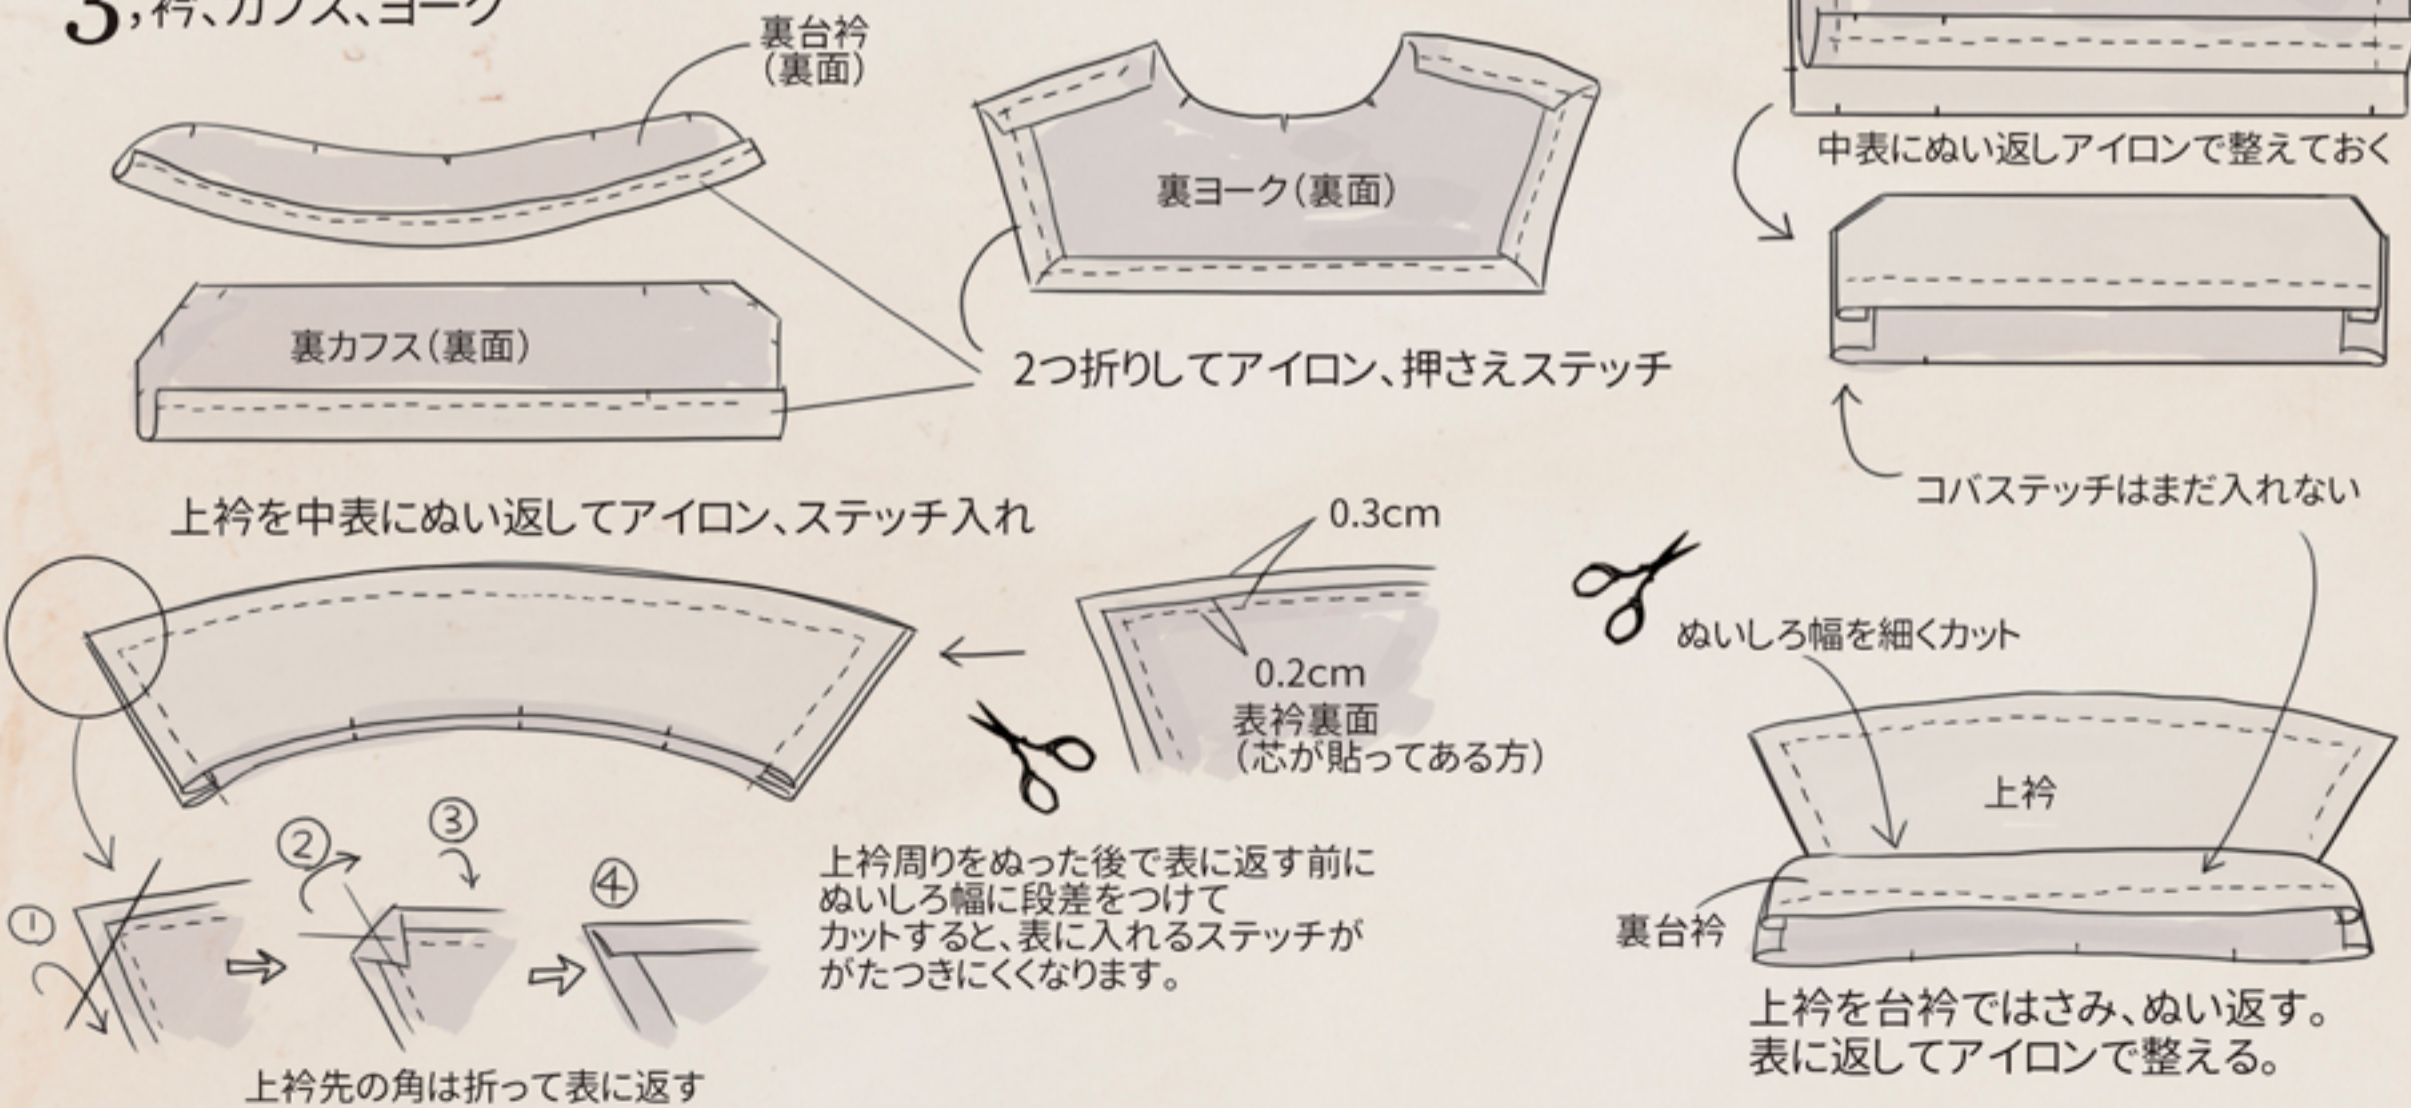 3, 衿、カフス、ヨーク
裏台衿
（裏面）
裏ヨーク（裏面）
裏カフス（裏面）
2つ折りしてアイロン、押さえステッチ
中表にぬい返しアイロンで整えておく
コバステッチはまだ入れない
上衿を中表にぬい返してアイロン、ステッチ入れ
0.3cm
0.2cm
表衿裏面
（芯が貼ってある方）
①
②
③
④
上衿先の角は折って表に返す
上衿周りをぬった後で表に返す前に
ぬいしろ幅に段差をつけて
カットすると、表に入れるステッチが
がたつきにくくなります。
ぬいしろ幅を細くカット
上衿
裏台衿
上衿を台衿ではさみ、ぬい返す。
表に返してアイロンで整える。